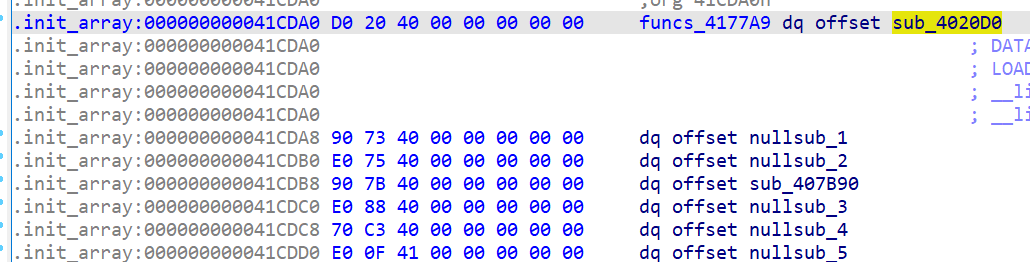 .init_array:000000000041CDA0 ;org 41CDA0h
.init_array:000000000041CDA0 D0 20 40 00 00 00 00 00 funcs_4177A9 dq offset sub_4020D0
.init_array:000000000041CDA0 ; DATA
.init_array:000000000041CDA0 ; LOAD
.init_array:000000000041CDA0 ; __li
.init_array:000000000041CDA0 ; __li
.init_array:000000000041CDA8 90 73 40 00 00 00 00 00 dq offset nullsub_1
.init_array:000000000041CDB0 E0 75 40 00 00 00 00 00 dq offset nullsub_2
.init_array:000000000041CDB8 90 7B 40 00 00 00 00 00 dq offset sub_407B90
.init_array:000000000041CDC0 E0 88 40 00 00 00 00 00 dq offset nullsub_3
.init_array:000000000041CDC8 70 C3 40 00 00 00 00 00 dq offset nullsub_4
.init_array:000000000041CDD0 E0 0F 41 00 00 00 00 00 dq offset nullsub_5